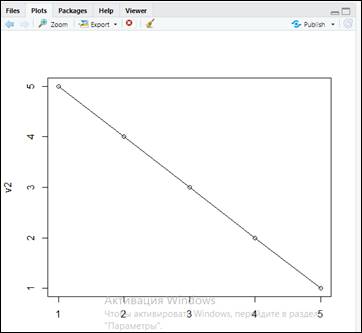 Files Plots Packages Help Viewer
Zoom Export Publish
5
4
3
2
1
v2
1 2 3 4 5
Активация Windows
Чтобы активировать Windows, перейдите в раздел
"Параметры".